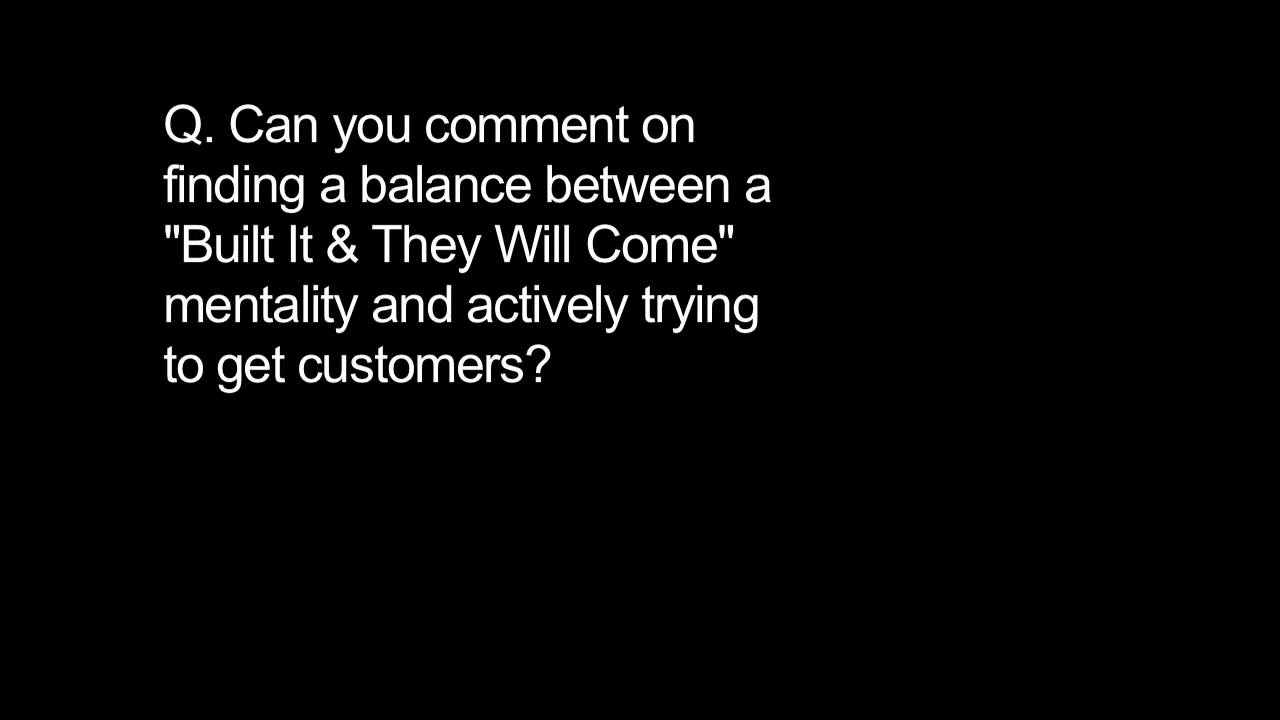 Q. Can you comment on
finding a balance between a
"Built It & They Will Come"
mentality and actively trying
to get customers?